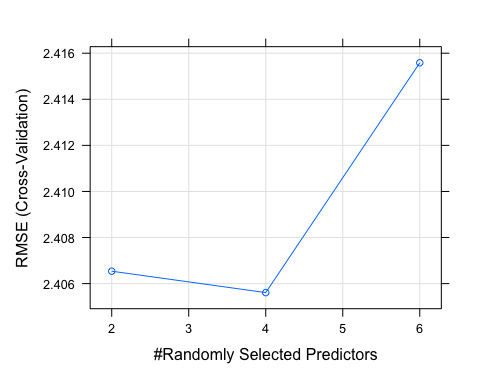 2.416
2.414
2.412
2.410
2.408
2.406
RMSE (Cross-Validation)
2 3 4 5 6
#Randomly Selected Predictors